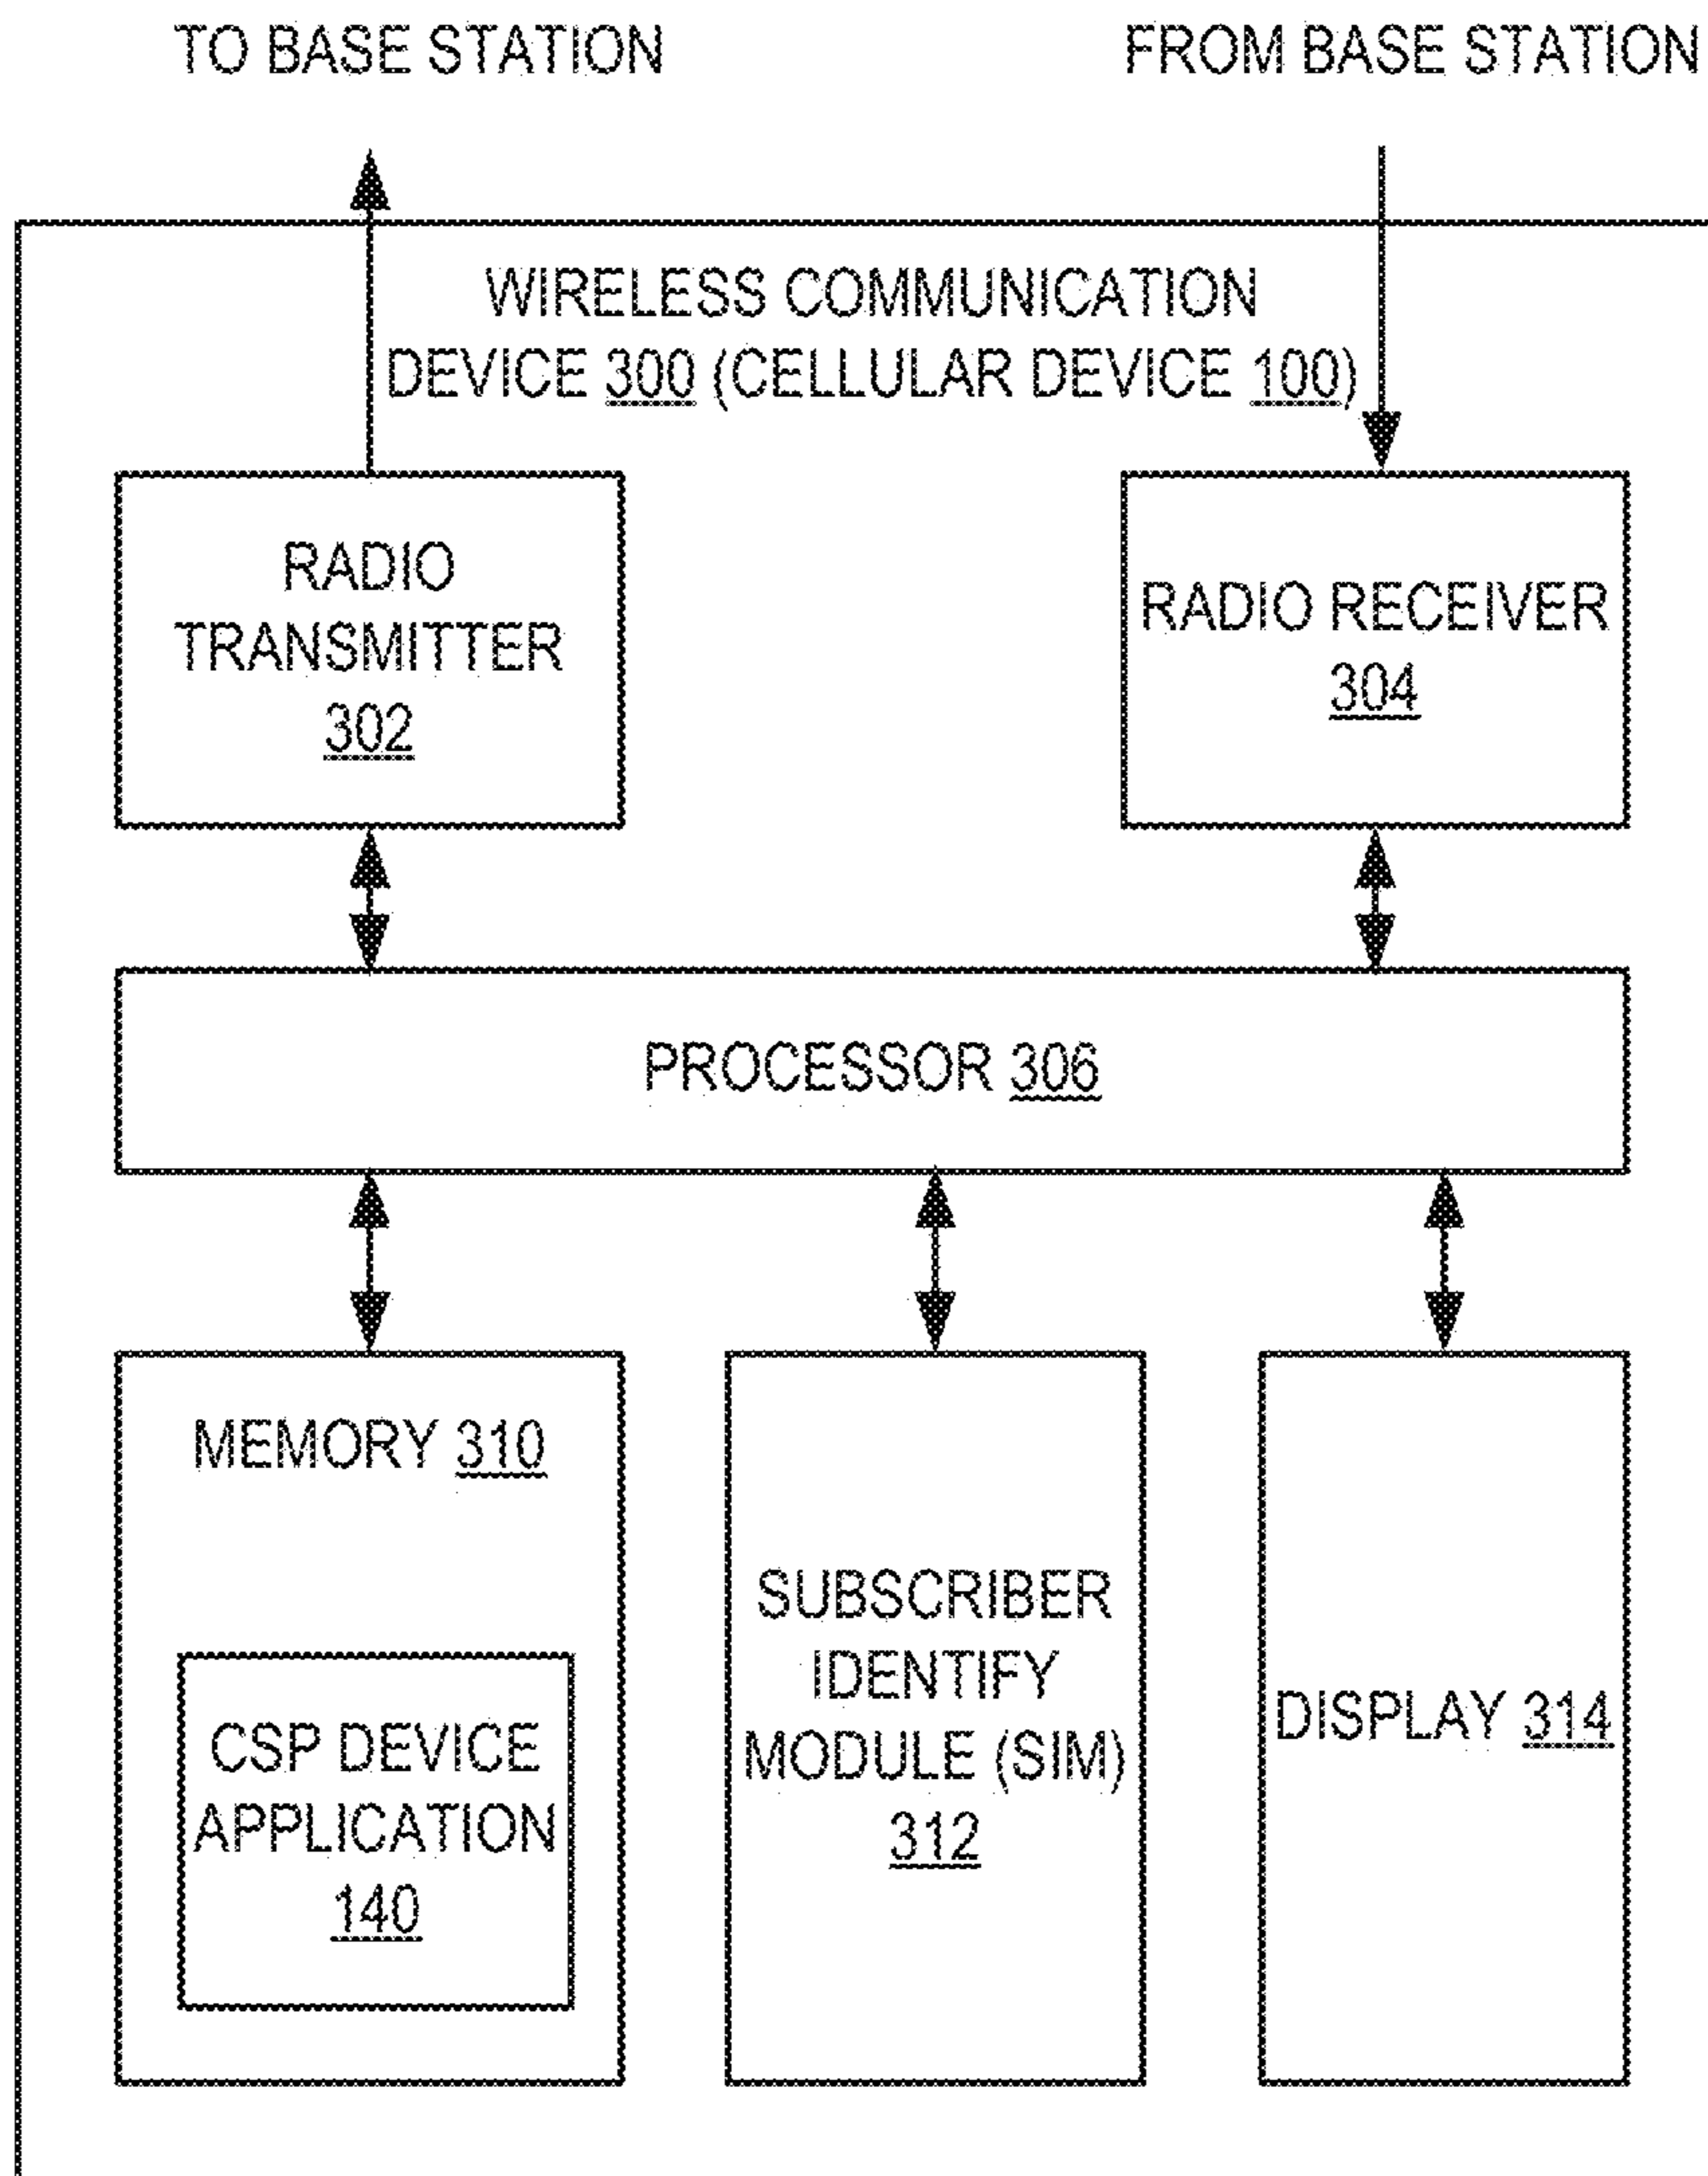 TO BASE STATION
FROM BASE STATION
WIRELESS COMMUNICATION
DEVICE 300 (CELLULAR DEVICE 100)
RADIO
TRANSMITTER
302
RADIO RECEIVER
304
PROCESSOR 306
MEMORY 310
CSP DEVICE
APPLICATION
140
SUBSCRIBER
IDENTIFY
MODULE (SIM)
312
DISPLAY 314